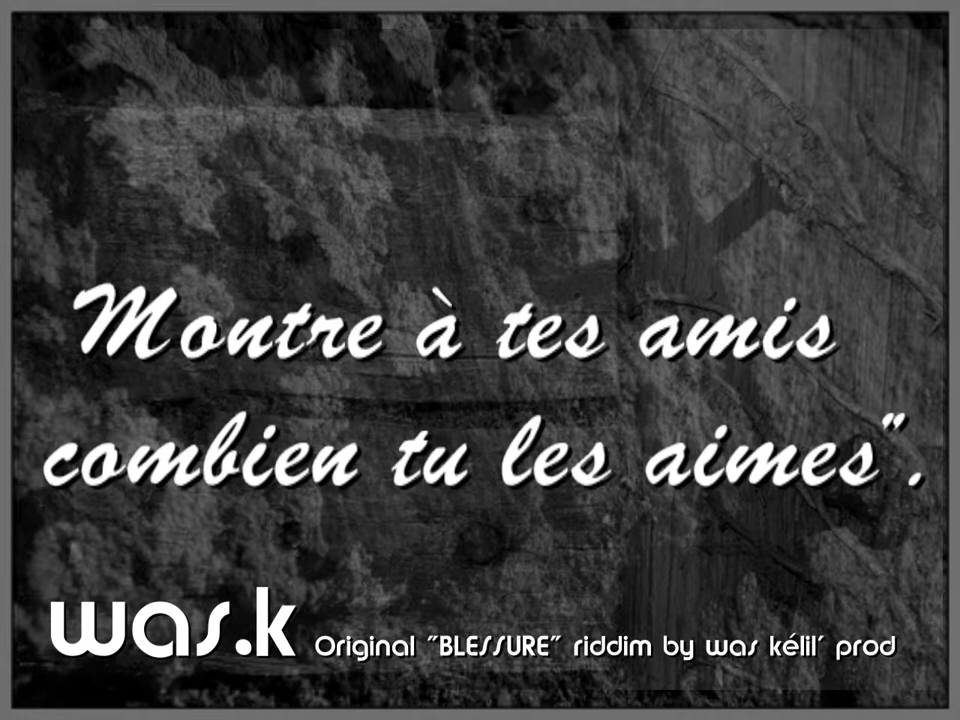 Montre à tes amis
combien tu les aimes".
was.k Original "BLESSURE" riddim by was kélil' prod